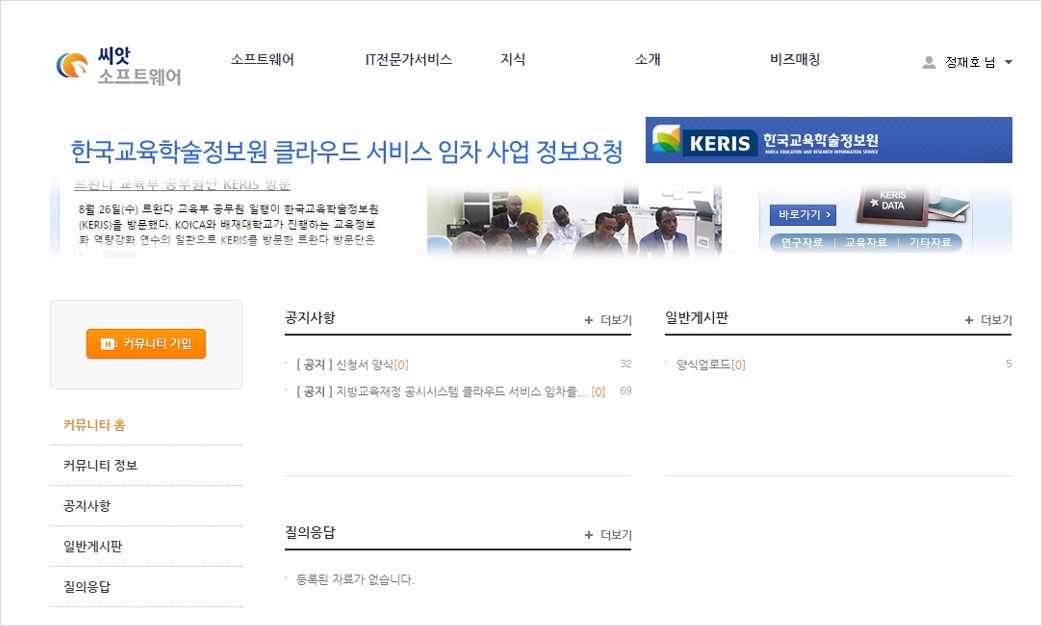 씨앗
소프트웨어
소프트웨어
IT전문가서비스
지식
소개
비즈매칭
정재호 님
한국교육학술정보원 클라우드 서비스 임차 사업 정보요청
KERIS 한국교육학술정보원
KOREA EDUCATION AND RESEARCH INFORMATION SERVICE
르완다 교육부 공무원단 KERIS 방문
8월 26일(수) 르완다 교육부 공무원 일행이 한국교육학술정보원
(KERIS)을 방문했다. KOICA와 배재대학교가 진행하는 교육정보
화 역량강화 연수의 일환으로 KERIS를 방문한 르완다 방문단은
KERIS
DATA
바로가기 >
연구자료 | 교육자료 | 기타자료
커뮤니티 가입
커뮤니티 홈
커뮤니티 정보
공지사항
일반게시판
질의응답
공지사항
+ 더보기
· [ 공지 ] 신청서 양식[0] 32
· [ 공지 ] 지방교육재정 공시시스템 클라우드 서비스 임차를... [0] 69
일반게시판
+ 더보기
· 양식업로드[0] 5
질의응답
+ 더보기
· 등록된 자료가 없습니다.